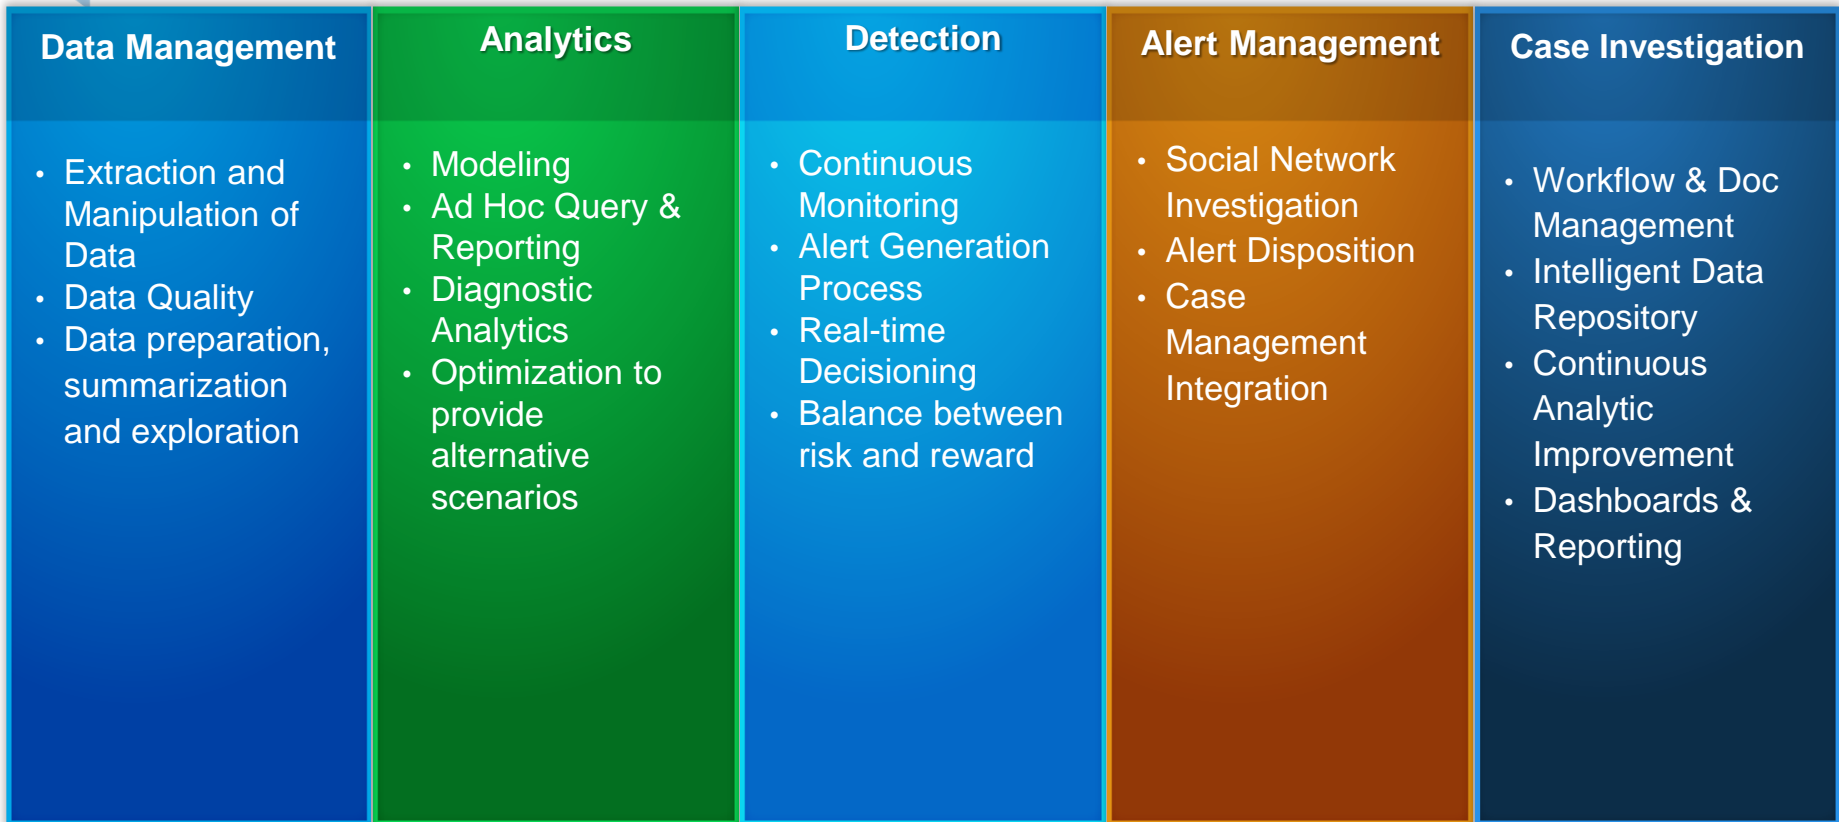 Data Management
• Extraction and
Manipulation of
Data
• Data Quality
• Data preparation,
summarization
and exploration
Analytics
• Modeling
• Ad Hoc Query &
Reporting
• Diagnostic
Analytics
• Optimization to
provide
alternative
scenarios
Detection
• Continuous
Monitoring
• Alert Generation
Process
• Real-time
Decisioning
• Balance between
risk and reward
Alert Management
• Social Network
Investigation
• Alert Disposition
• Case
Management
Integration
Case Investigation
• Workflow & Doc
Management
• Intelligent Data
Repository
• Continuous
Analytic
Improvement
• Dashboards &
Reporting